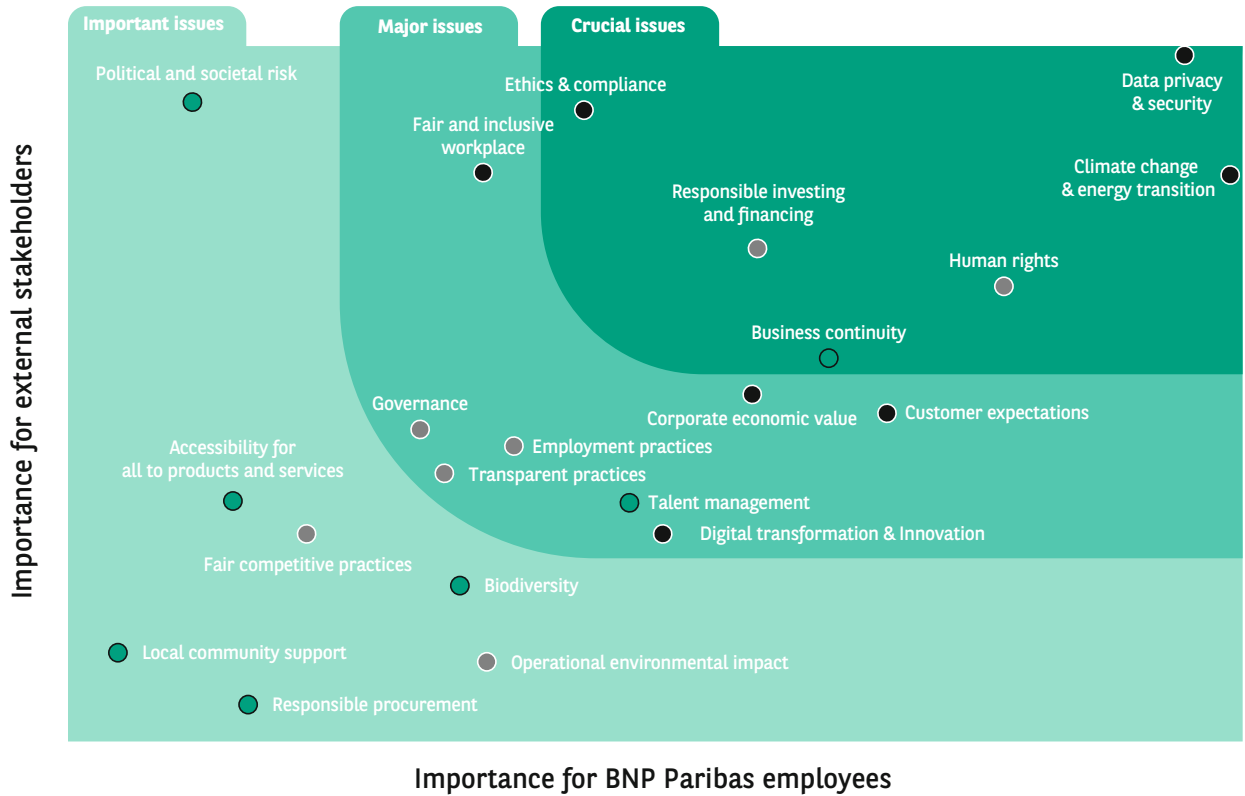 Important issues
Major issues
Crucial issues
Political and societal risk
Ethics & compliance
Data privacy
& security
Fair and inclusive
workplace
Climate change
& energy transition
Responsible investing
and financing
Human rights
Business continuity
Governance
Corporate economic value
Customer expectations
Accessibility for
all to products and services
Employment practices
Transparent practices
Talent management
Digital transformation & Innovation
Fair competitive practices
Biodiversity
Local community support
Operational environmental impact
Responsible procurement
Importance for external stakeholders
Importance for BNP Paribas employees